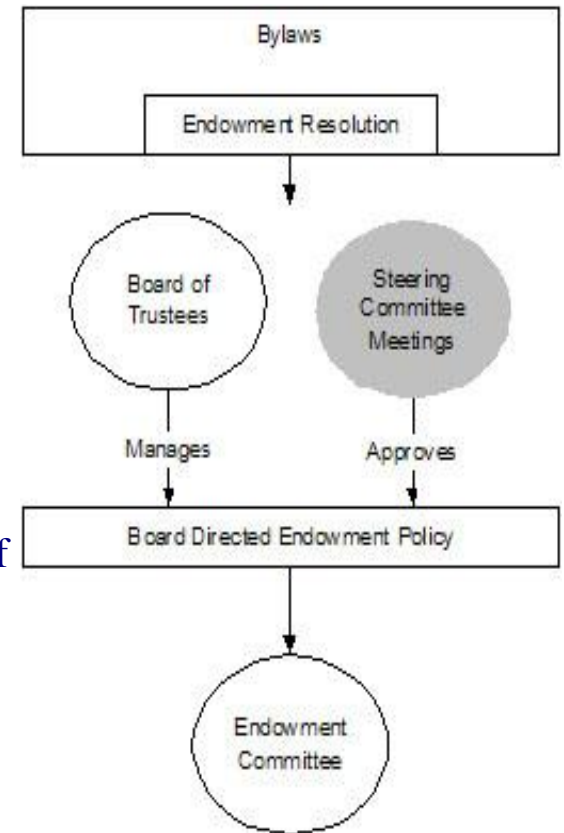 Bylaws
Endowment Resolution
Board of
Trustees
Steering
Committee
Meetings
Manages
Approves
f
Board Directed Endowment Policy
Endowment
Committee